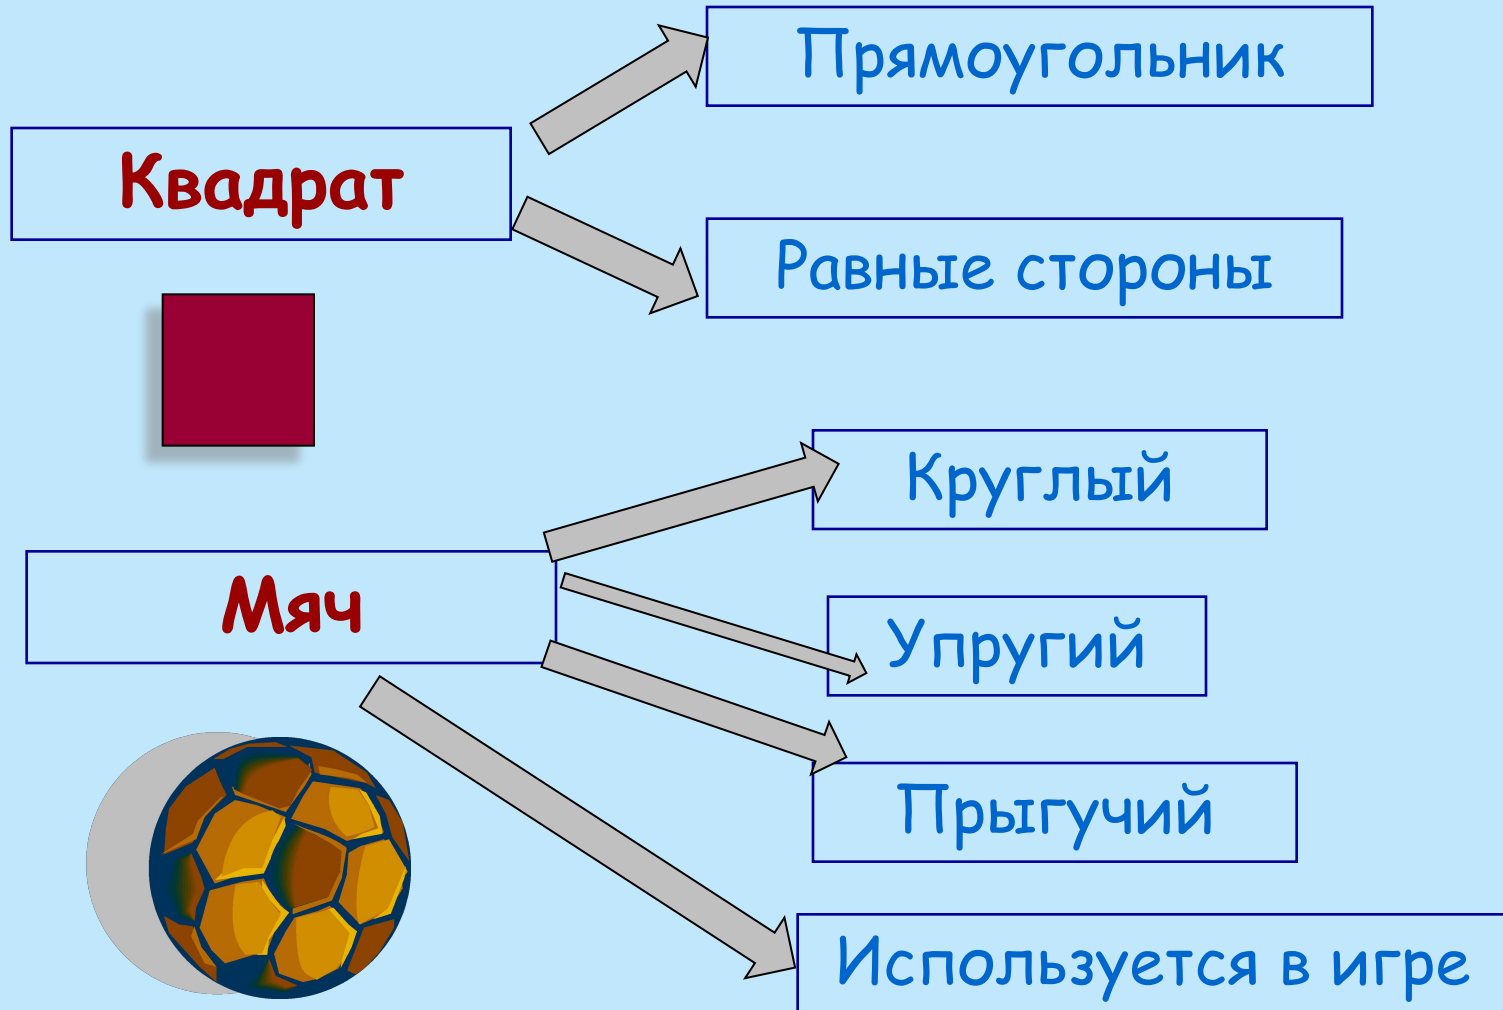 Прямоугольник
Квадрат
Равные стороны
Круглый
Мяч
Упругий
Прыгучий
Используется в игре